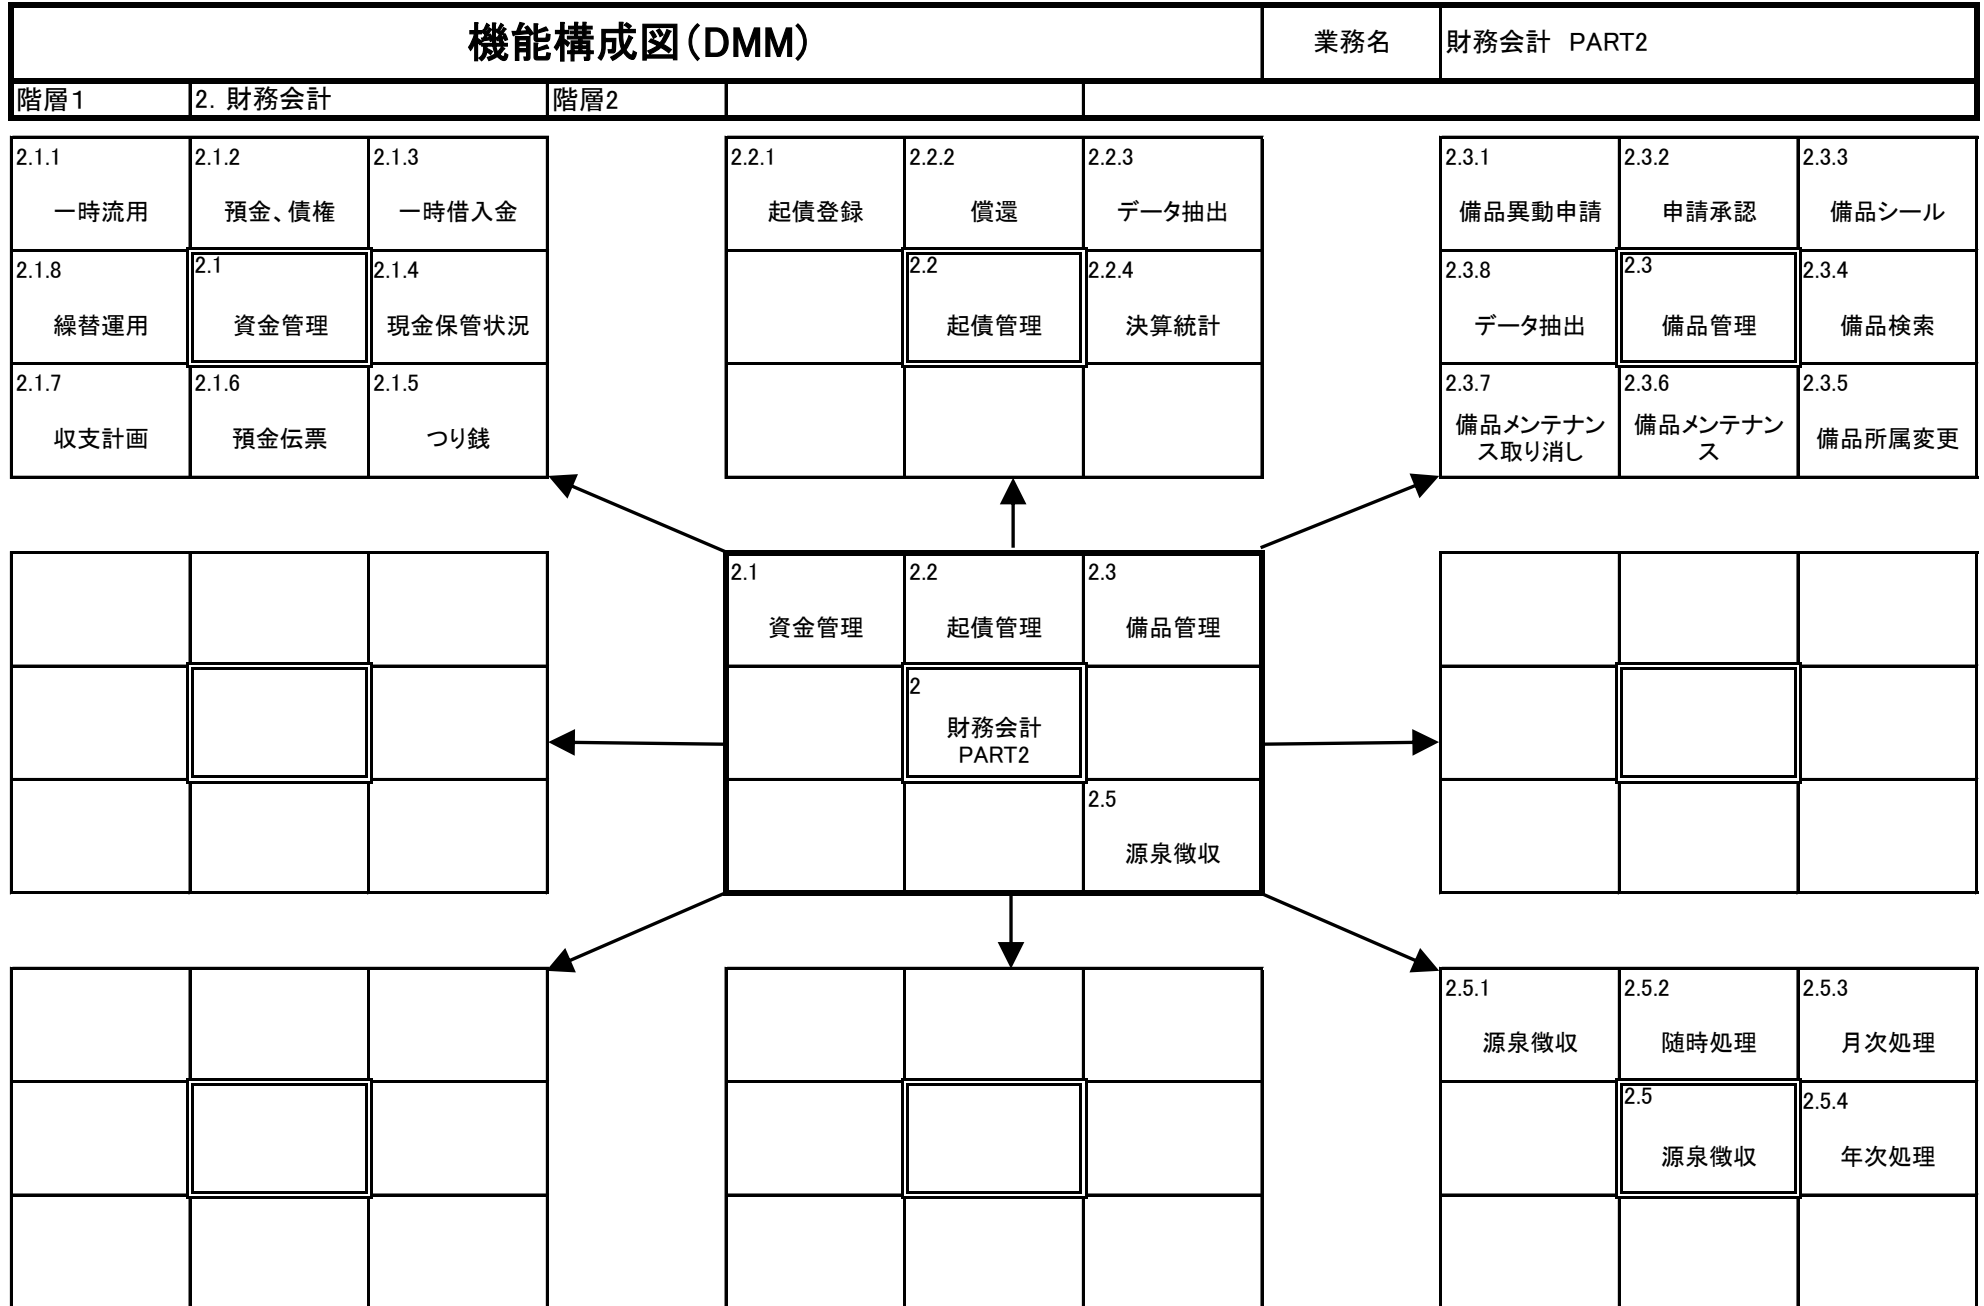 機能構成図（DMM）
業務名
財務会計　PART2
階層１
２．財務会計
階層2
2.1.1
2.1.2
2.1.3
一時流用
預金、債権
一時借入金
2.1.8
2.1
2.1.4
繰替運用
資金管理
現金保管状況
2.1.7
2.1.6
2.1.5
収支計画
預金伝票
つり銭
2.2.1
2.2.2
2.2.3
起債登録
償還
データ抽出
2.2
2.2.4
起債管理
決算統計
2.3.1
2.3.2
2.3.3
備品異動申請
申請承認
備品シール
2.3.8
2.3
2.3.4
データ抽出
備品管理
備品検索
2.3.7
2.3.6
2.3.5
備品メンテナン
ス取り消し
備品メンテナン
ス
備品所属変更
2.1
2.2
2.3
資金管理
起債管理
備品管理
2
財務会計
PART2
2.5
源泉徴収
2.5.1
2.5.2
2.5.3
源泉徴収
随時処理
月次処理
2.5
2.5.4
源泉徴収
年次処理